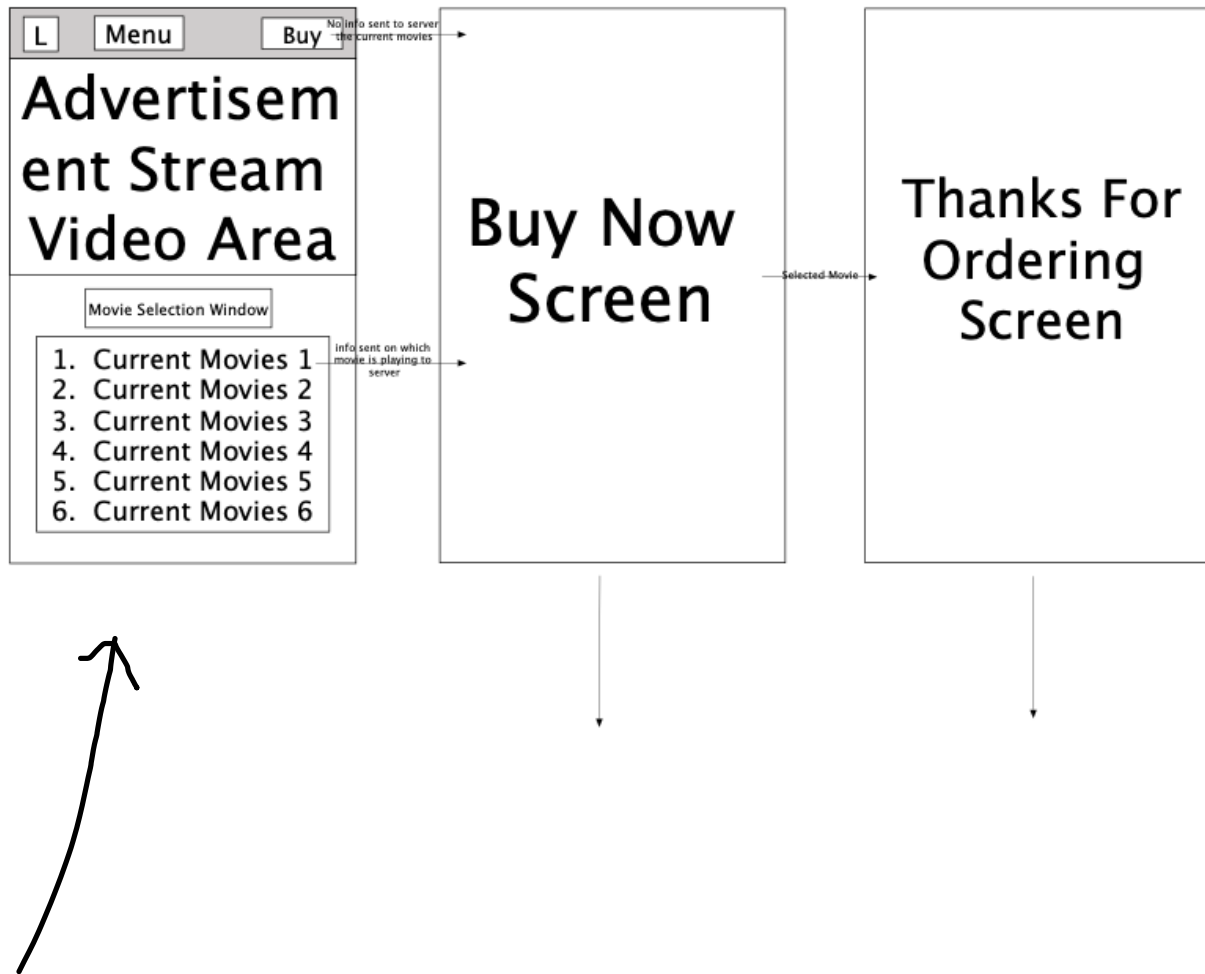 L
Menu
Buy
No info sent to server
the current movies
Advertisem
ent Stream
Video Area
Movie Selection Window
1. Current Movies 1
2. Current Movies 2
3. Current Movies 3
4. Current Movies 4
5. Current Movies 5
6. Current Movies 6
info sent on which
movie is playing to
server
Buy Now
Screen
Selected Movie
Thanks For
Ordering
Screen